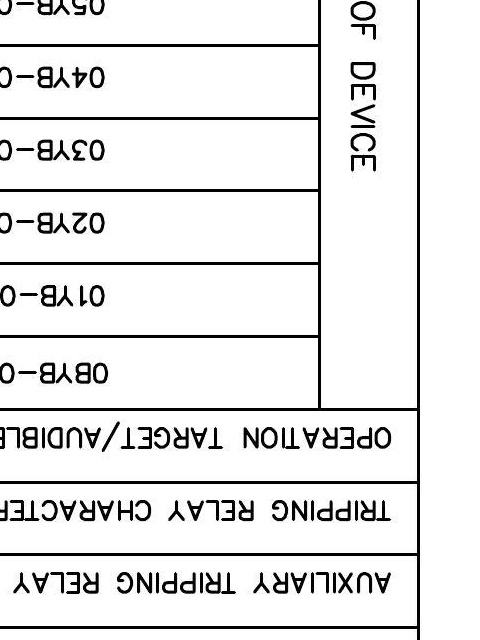 AUXILIARY TRIPPING RELAY
TRIPPING RELAY CHARACTER
OPERATION TARGET/AUDIBLE
OF DEVICE
0BYB-0
01YB-0
02YB-0
03YB-0
04YB-0
05YB-0